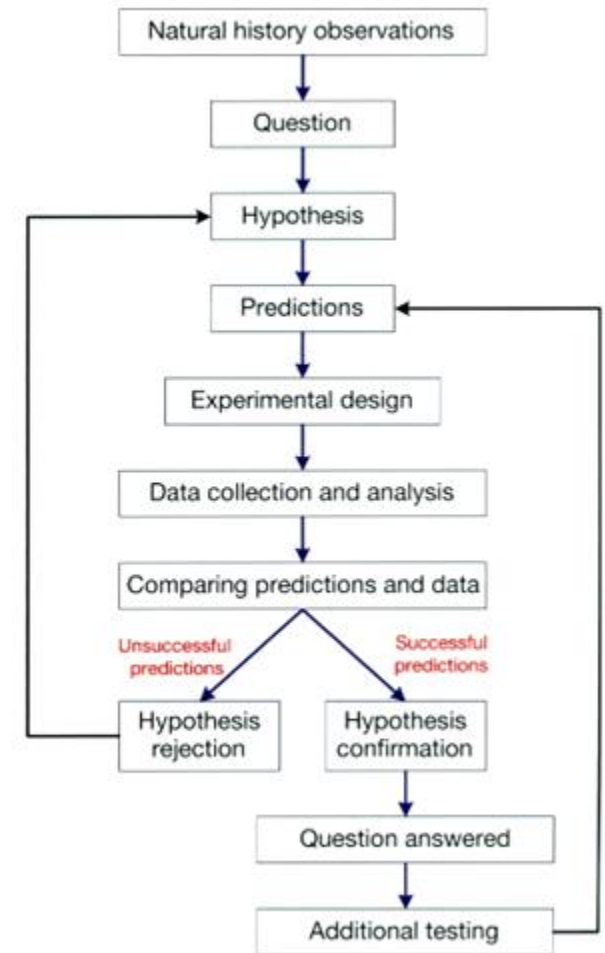 Natural history observations
Question
Hypothesis
Predictions
Experimental design
Data collection and analysis
Comparing predictions and data
Unsuccessful
predictions
Successful
predictions
Hypothesis
rejection
Hypothesis
confirmation
Question answered
Additional testing